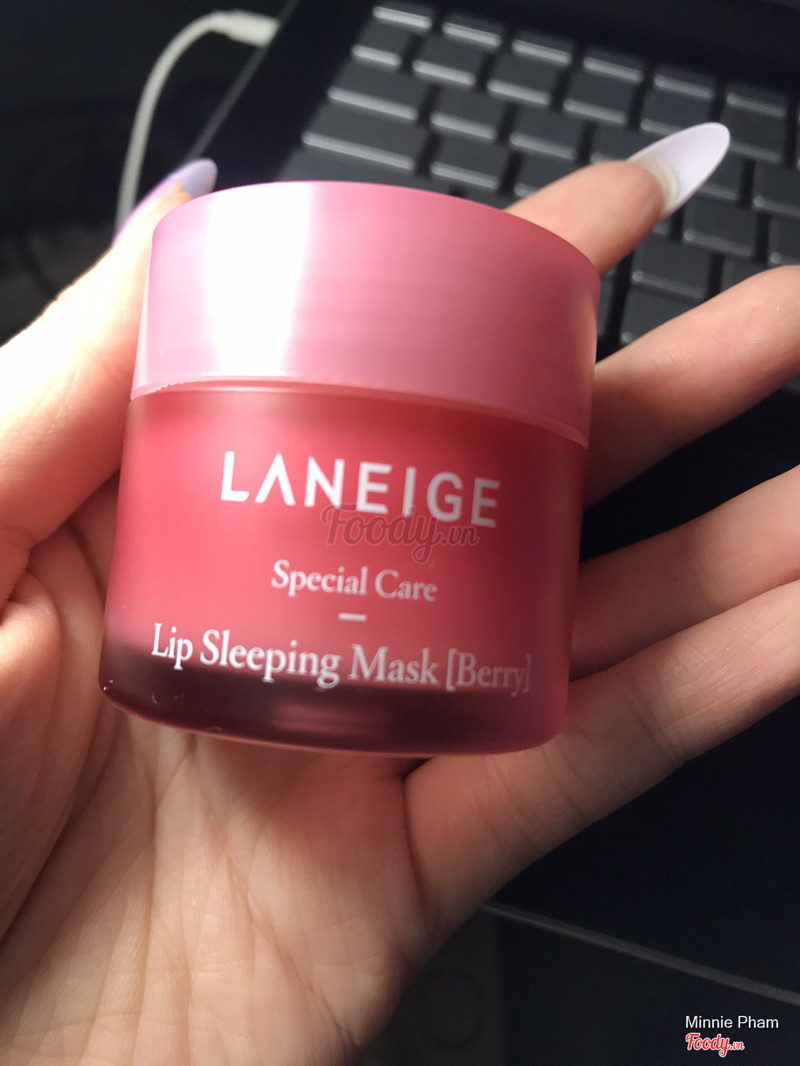 LANEIGE
Foody.vn
Special Care
Lip Sleeping Mask [Berry]
Minnie Pham
Foody.vn